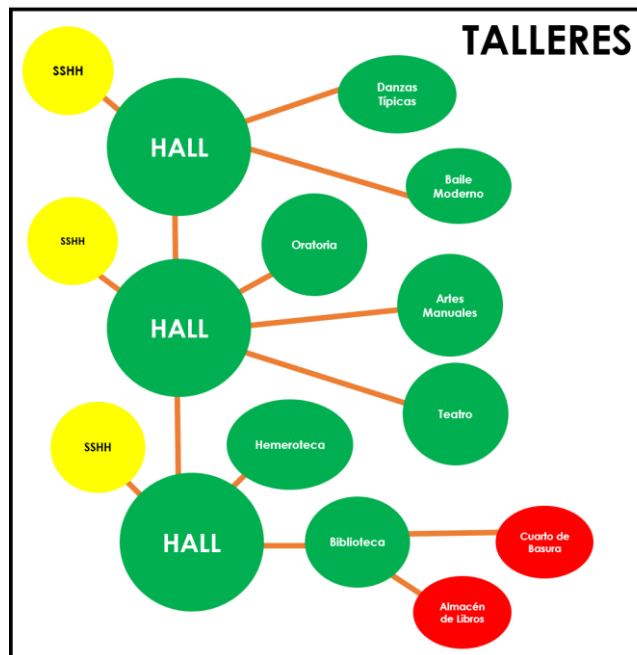 TALLERES
SSHH
HALL
Danzas
Típicas
Baile
Moderno
SSHH
HALL
Oratoria
Artes
Manuales
Teatro
SSHH
HALL
Hemeroteca
Biblioteca
Cuarto de
Basura
Almacén
de Libros